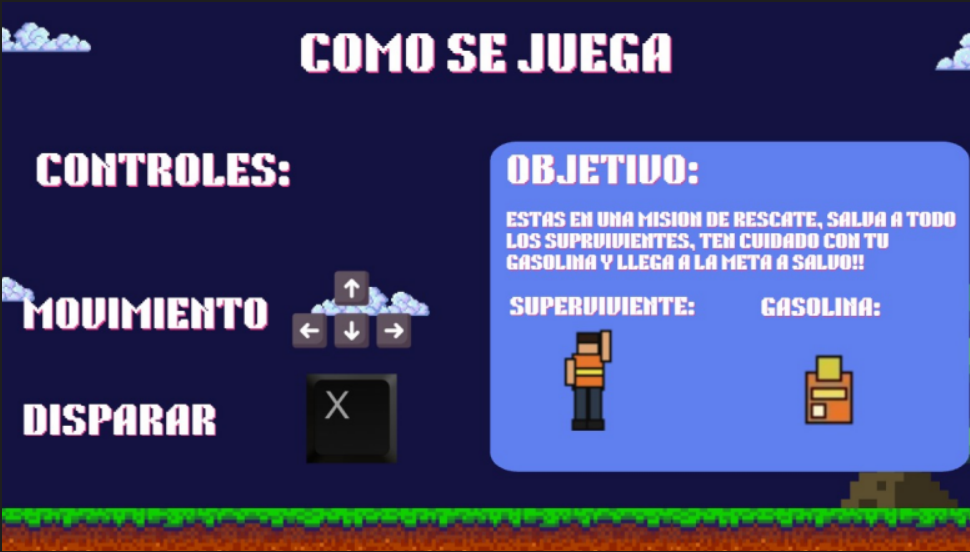 COMO SE JUEGA
CONTROLES:
MOVIMIENTO
DISPARAR
X
OBJETIVO:
ESTAS EN UNA MISION DE RESCATE, SALVA A TODO
LOS SUPRVIVIENTES, TEN CUIDADO CON TU
GASOLINA Y LLEGA A LA META A SALVO!!
SUPERVIVIENTE:
GASOLINA: